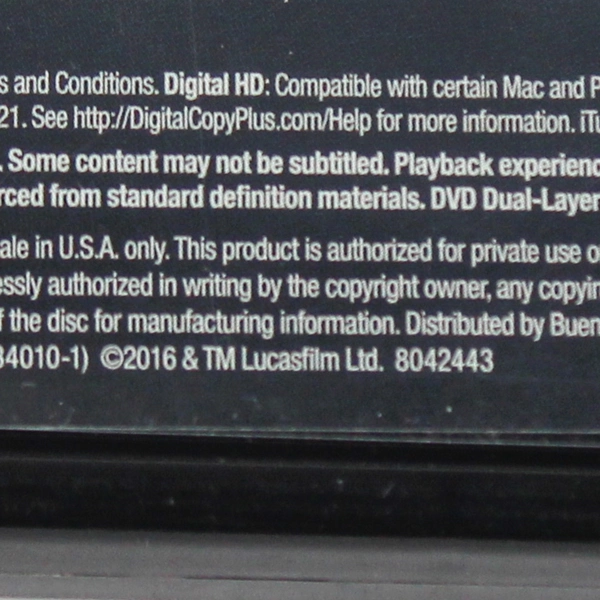 s and Conditions. Digital HD: Compatible with certain Mac and P
21. See http://DigitalCopyPlus.com/Help for more information. iTu
. Some content may not be subtitled. Playback experienc
rced from standard definition materials. DVD Dual-Layer
ale in U.S.A. only. This product is authorized for private use o
essly authorized in writing by the copyright owner, any copyin
f the disc for manufacturing information. Distributed by Buen
34010-1) ©2016 & TM Lucasfilm Ltd. 8042443